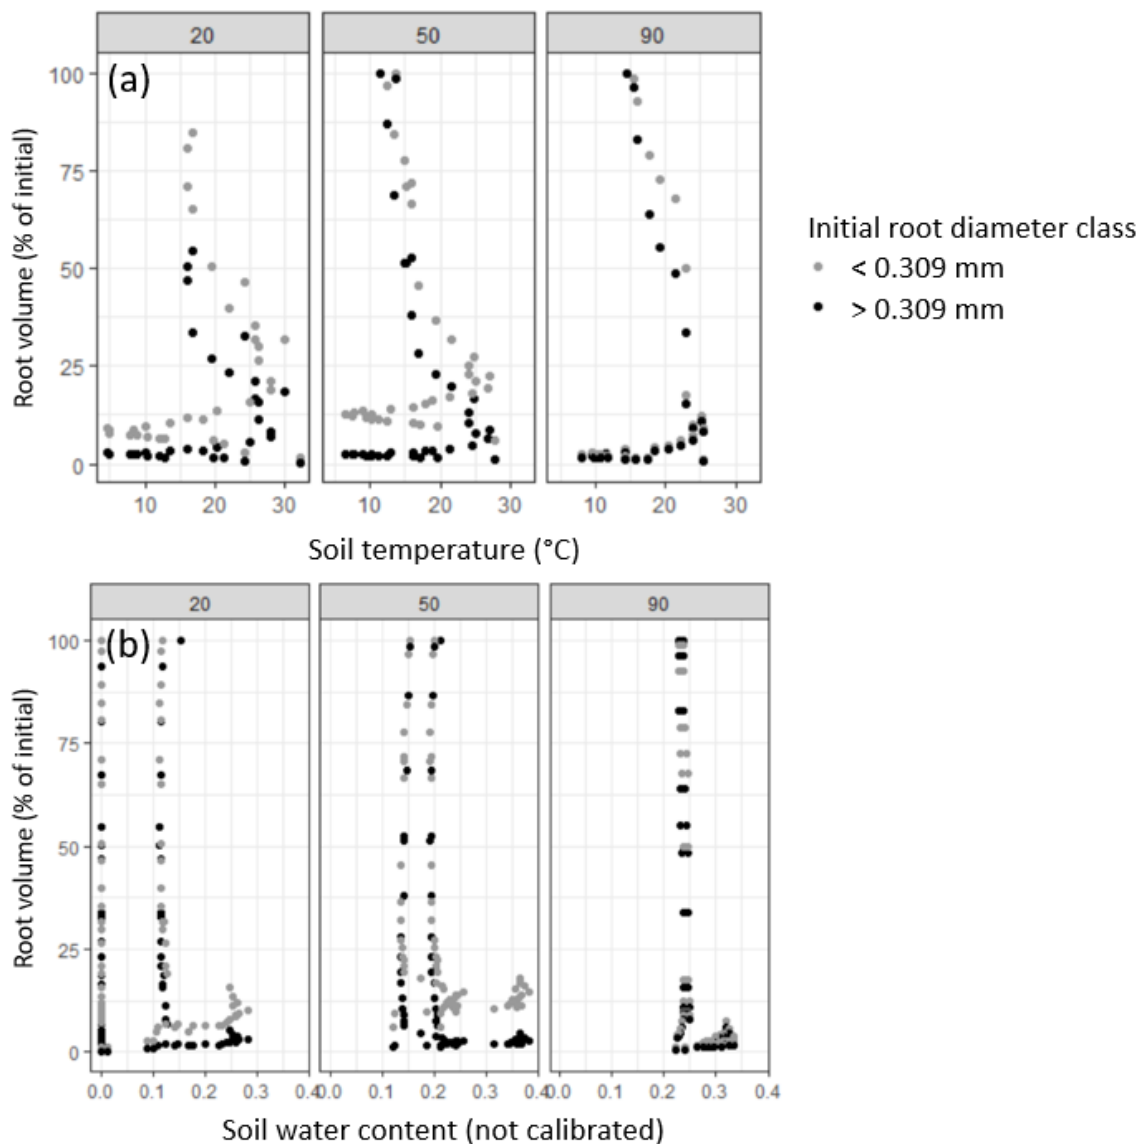 20 50 90
(a)
100
75
50
25
0
Root volume (% of initial)
10 20 30 10 20 30 10 20 30
Soil temperature (°C)
Initial root diameter class
< 0.309 mm
> 0.309 mm
20 50 90
(b)
100
75
50
25
0
Root volume (% of initial)
0.0 0.1 0.2 0.3 0.4 0.0 0.1 0.2 0.3 0.4 0.0 0.1 0.2 0.3 0.4
Soil water content (not calibrated)